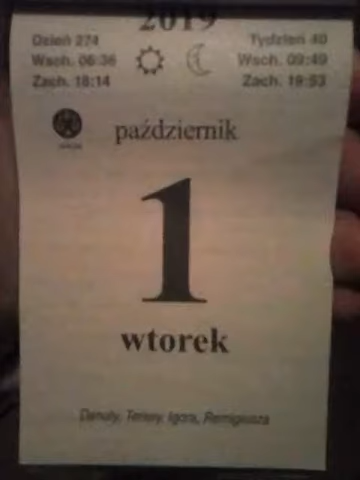 2019
Dzień 274 Tydzień 40
Wsch. 06:36 Wsch. 09:49
Zach. 18:14 Zach. 19:53
październik
1
wtorek
Danuty, Teresy, Igora, Remigiusza